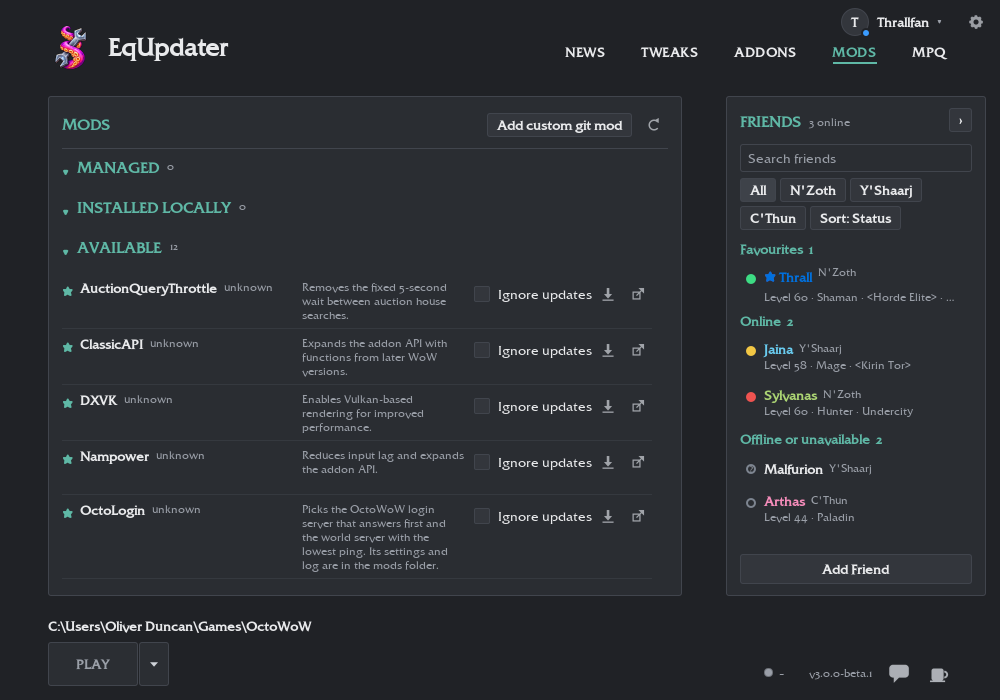 T Thrallfan
EqUpdater
NEWS TWEAKS ADDONS MODS MPQ
MODS
Add custom git mod
MANAGED 0
INSTALLED LOCALLY 0
AVAILABLE 12
AuctionQueryThrottle unknown
Removes the fixed 5-second
wait between auction house
searches.
Ignore updates
ClassicAPI unknown
Expands the addon API with
functions from later WoW
versions.
Ignore updates
DXVK unknown
Enables Vulkan-based
rendering for improved
performance.
Ignore updates
Nampower unknown
Reduces input lag and expands
the addon API.
Ignore updates
OctoLogin unknown
Picks the OctoWoW login
server that answers first and
the world server with the
lowest ping. Its settings and
log are in the mods folder.
Ignore updates
FRIENDS 3 online
Search friends
All N'Zoth Y'Shaarj
C'Thun Sort: Status
Favourites 1
Thrall N'Zoth
Level 60 · Shaman · <Horde Elite> · ...
Online 2
Jaina Y'Shaarj
Level 58 · Mage · <Kirin Tor>
Sylvanas N'Zoth
Level 60 · Hunter · Undercity
Offline or unavailable 2
? Malfurion Y'Shaarj
Arthas C'Thun
Level 44 · Paladin
Add Friend
C:\Users\Oliver Duncan\Games\OctoWoW
PLAY
- v3.0.0-beta.1